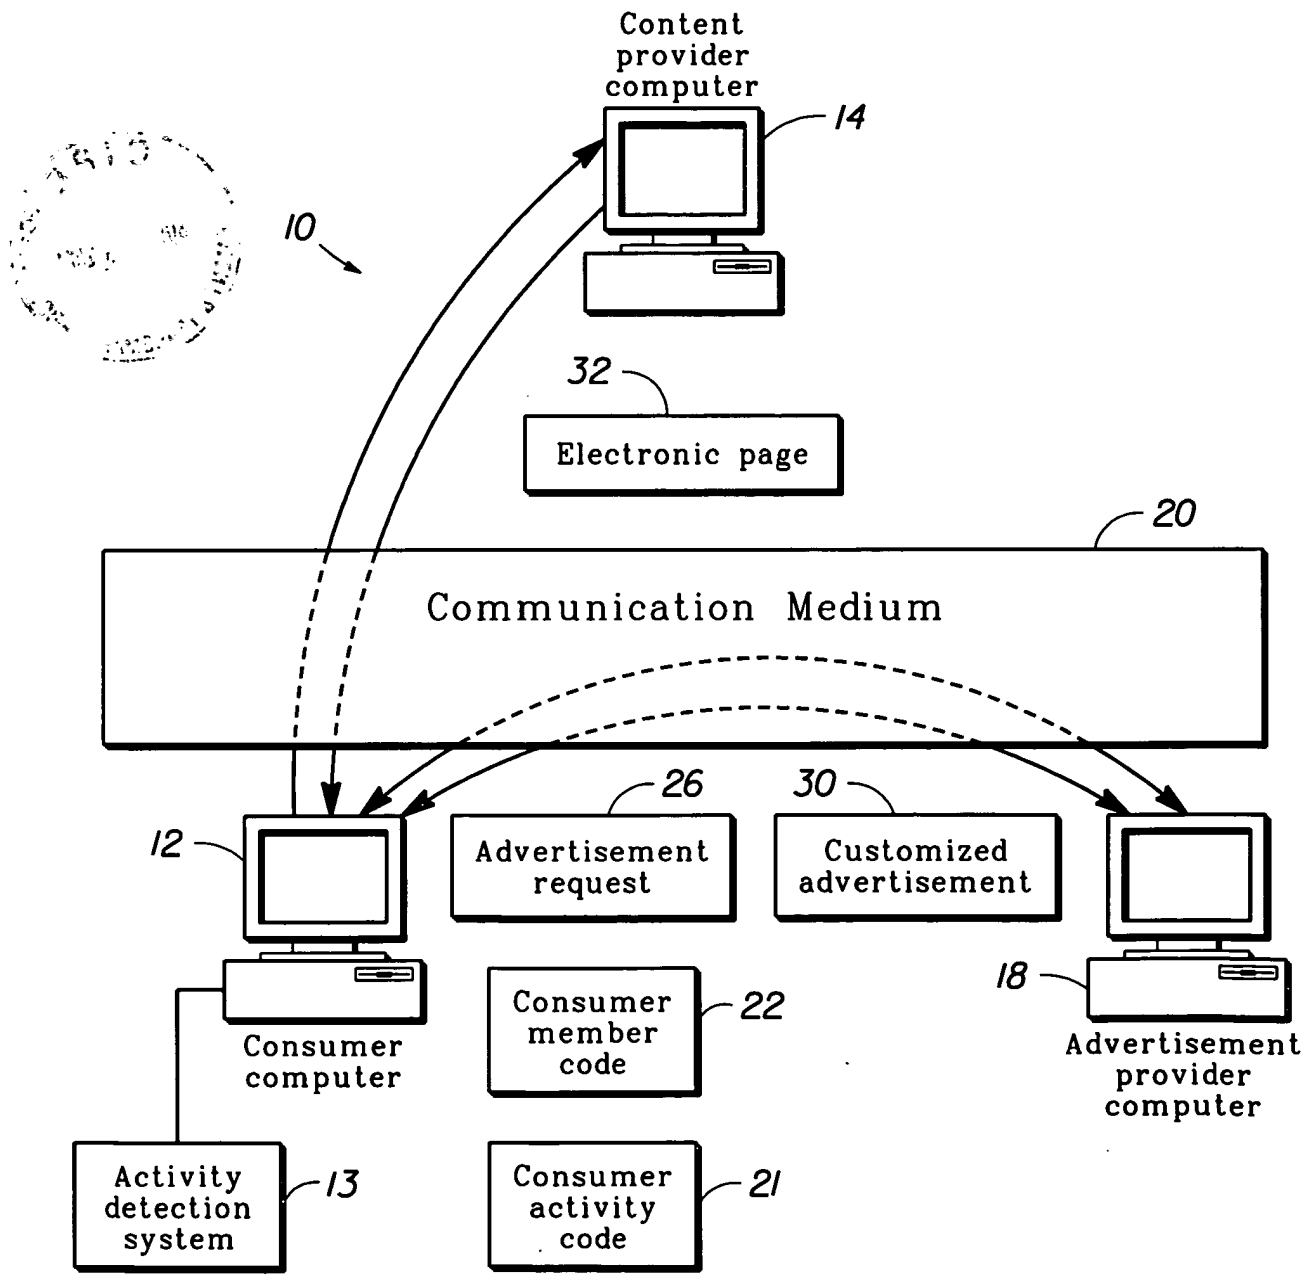 Content
provider
computer
14
10
32
Electronic page
20
Communication Medium
26
30
12
Advertisement
request
Customized
advertisement
18
Consumer
member
code
22
Consumer
computer
Advertisement
provider
computer
Activity
detection
system
13
Consumer
activity
code
21